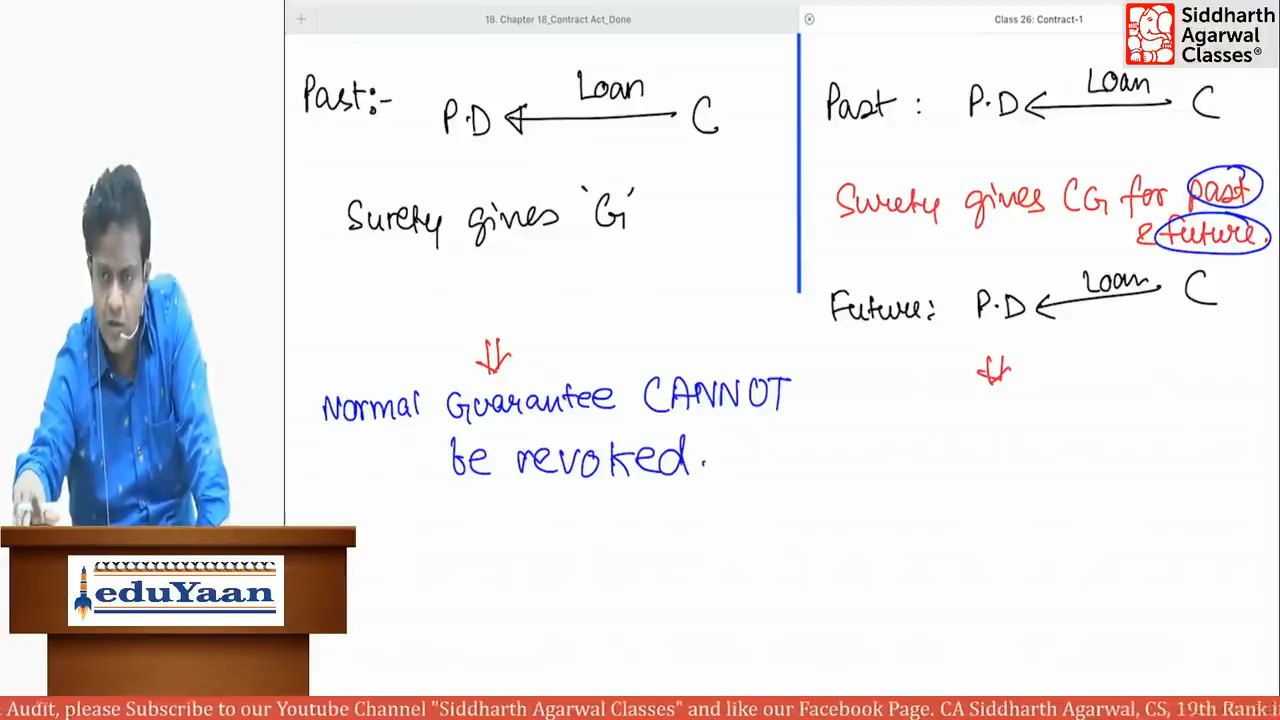 18. Chapter 18_Contract Act_Done
Class 26: Contract-1
Siddharth
Agarwal
Classes®
Past:-
Loan
P.D
C
Surety gives 'G'
Normal Guarantee CANNOT
be revoked.
Past :
Loan
P.D
C
Surety gives CG for past
& future.
Future:
Loan
P.D
C
eduYaan
Audit, please Subscribe to our Youtube Channel "Siddharth Agarwal Classes" and like our Facebook Page. CA Siddharth Agarwal, CS, 19th Rank i